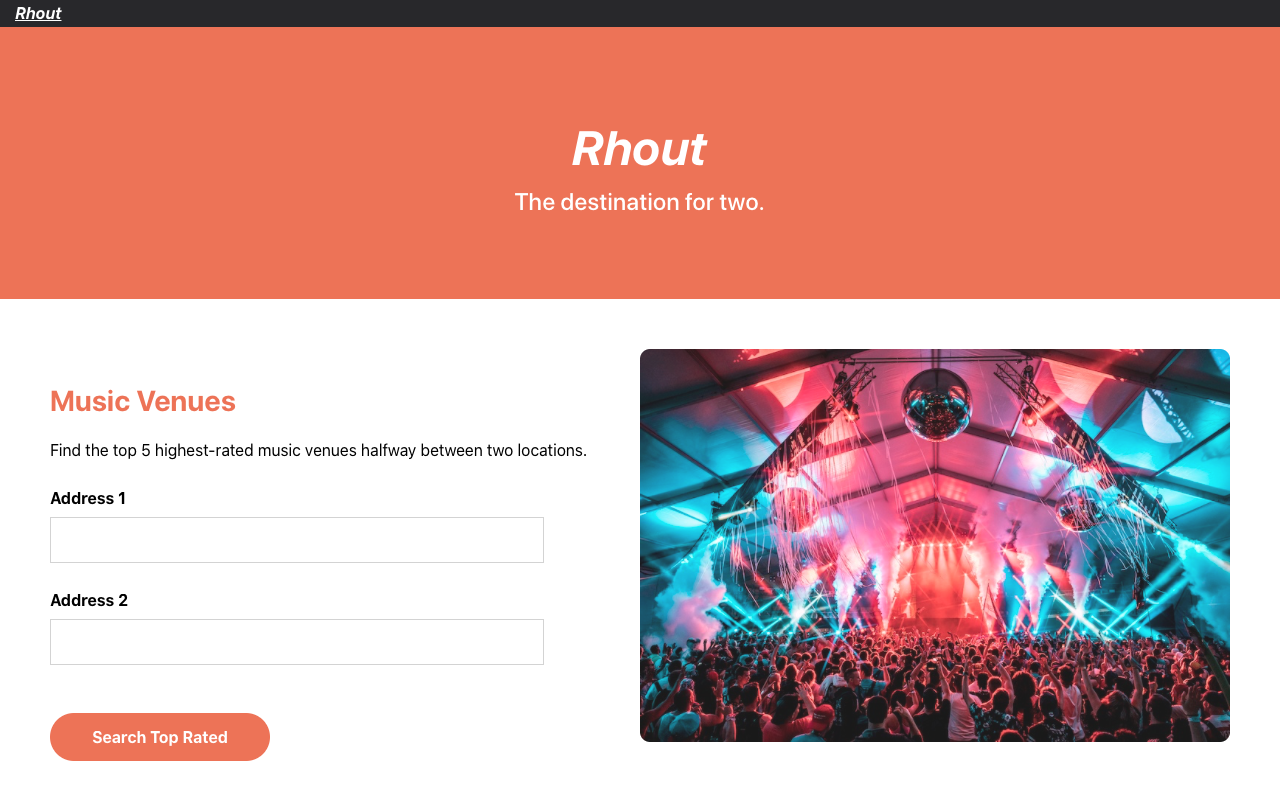 Rhout
Rhout
The destination for two.
Music Venues
Find the top 5 highest-rated music venues halfway between two locations.
Address 1
Address 2
Search Top Rated